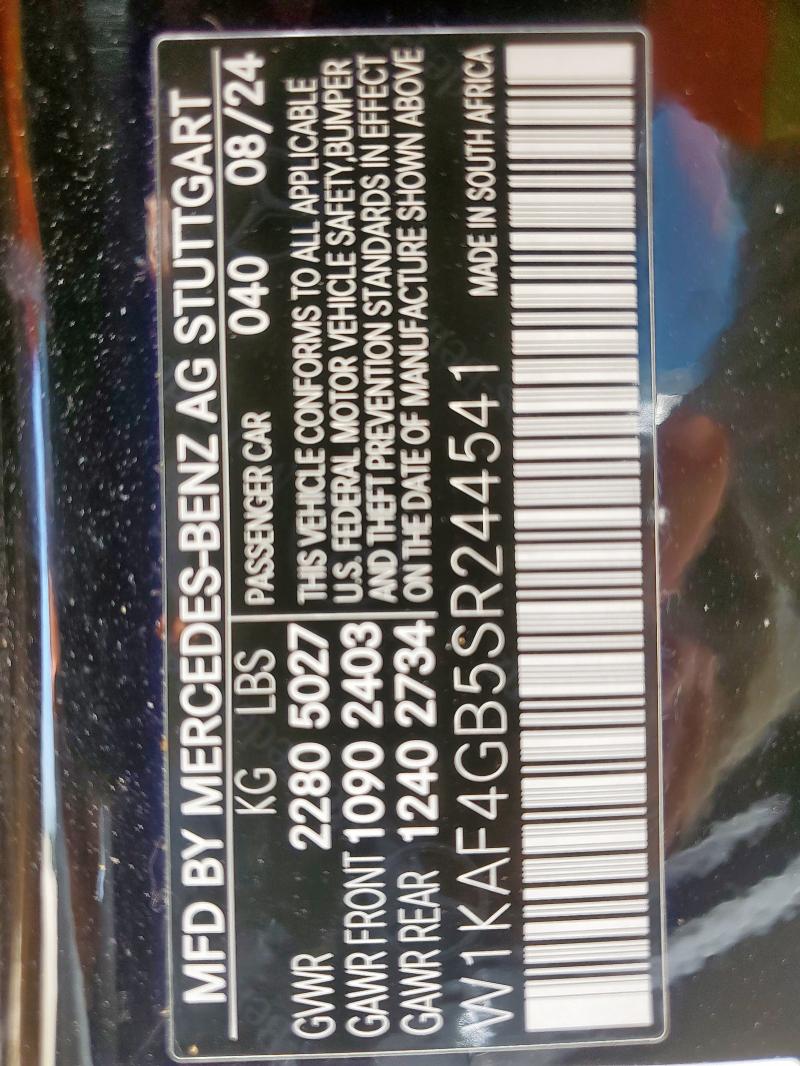 MFD BY MERCEDES-BENZ AG STUTTGART
KG LBS PASSENGER CAR 040 08/24
GVWR 2280 5027 THIS VEHICLE CONFORMS TO ALL APPLICABLE
U.S. FEDERAL MOTOR VEHICLE SAFETY,BUMPER
GAWR FRONT 1090 2403 AND THEFT PREVENTION STANDARDS IN EFFECT
GAWR REAR 1240 2734 ON THE DATE OF MANUFACTURE SHOWN ABOVE
W1KAF4GB5SR244541 MADE IN SOUTH AFRICA